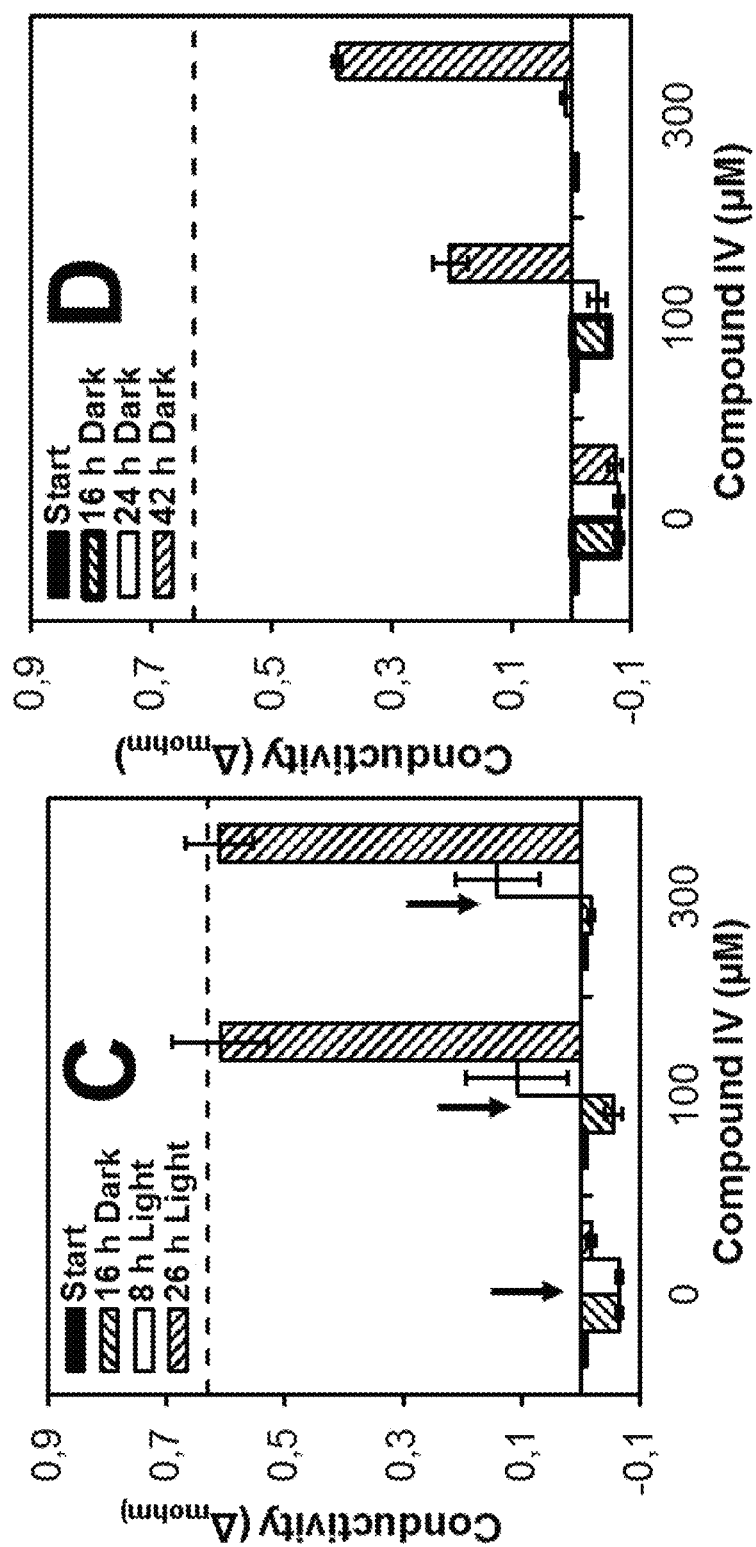 C
Start
16 h Dark
8 h Light
26 h Light
0,9
0,7
0,5
0,3
0,1
-0,1
Conductivity (Δmohm)
0
100
300
Compound IV (µM)
D
Start
16 h Dark
24 h Dark
42 h Dark
0,9
0,7
0,5
0,3
0,1
-0,1
Conductivity (Δmohm)
0
100
300
Compound IV (µM)